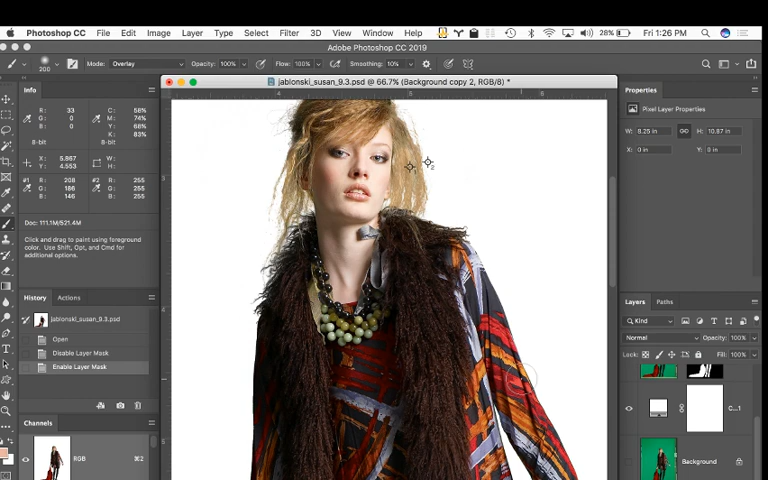 Photoshop CC File Edit Image Layer Type Select Filter 3D View Window Help 28% Fri 1:26 PM
Adobe Photoshop CC 2019
200 Mode: Overlay Opacity: 100% Flow: 100% Smoothing: 10%
jablonski_susan_9.3.psd @ 66.7% (Background copy 2, RGB/8) *
Info
R: 33 C: 58%
G: 0 M: 74%
B: 0 Y: 68%
K: 83%
8-bit 8-bit
X: 5.867 W:
Y: 4.553 H:
#1 R: 208 #2 R: 255
G: 186 G: 255
B: 146 B: 255
Doc: 111.1M/521.4M
Click and drag to paint using foreground
color. Use Shift, Opt, and Cmd for
additional options.
History Actions
jablonski_susan_9.3.psd
Open
Disable Layer Mask
Enable Layer Mask
Channels
RGB ⌘2
Properties
Pixel Layer Properties
W: 8.25 in H: 10.87 in
X: 0 in Y: 0 in
Layers Paths
Kind
Normal Opacity: 100%
Lock: Fill: 100%
C...1
Background